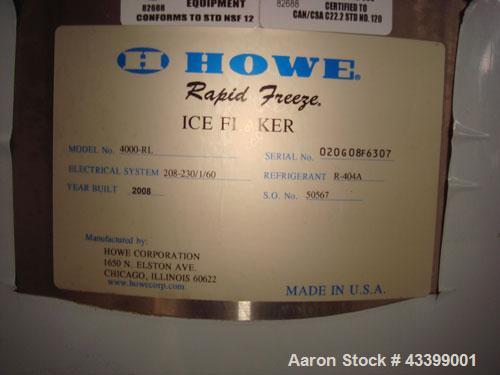 82688
EQUIPMENT
CONFORMS TO STD NSF 12
82688
CERTIFIED TO
CAN/CSA C22.2 STD NO. 120
H HOWE®
Rapid Freeze®
ICE FLAKER
MODEL No. 4000-RL
SERIAL No. 020G08F6307
ELECTRICAL SYSTEM 208-230/1/60
REFRIGERANT R-404A
YEAR BUILT 2008
S.O. No. 50567
Manufactured by:
HOWE CORPORATION
1650 N. ELSTON AVE.
CHICAGO, ILLINOIS 60622
www.howecorp.com
MADE IN U.S.A.
Aaron Stock # 43399001